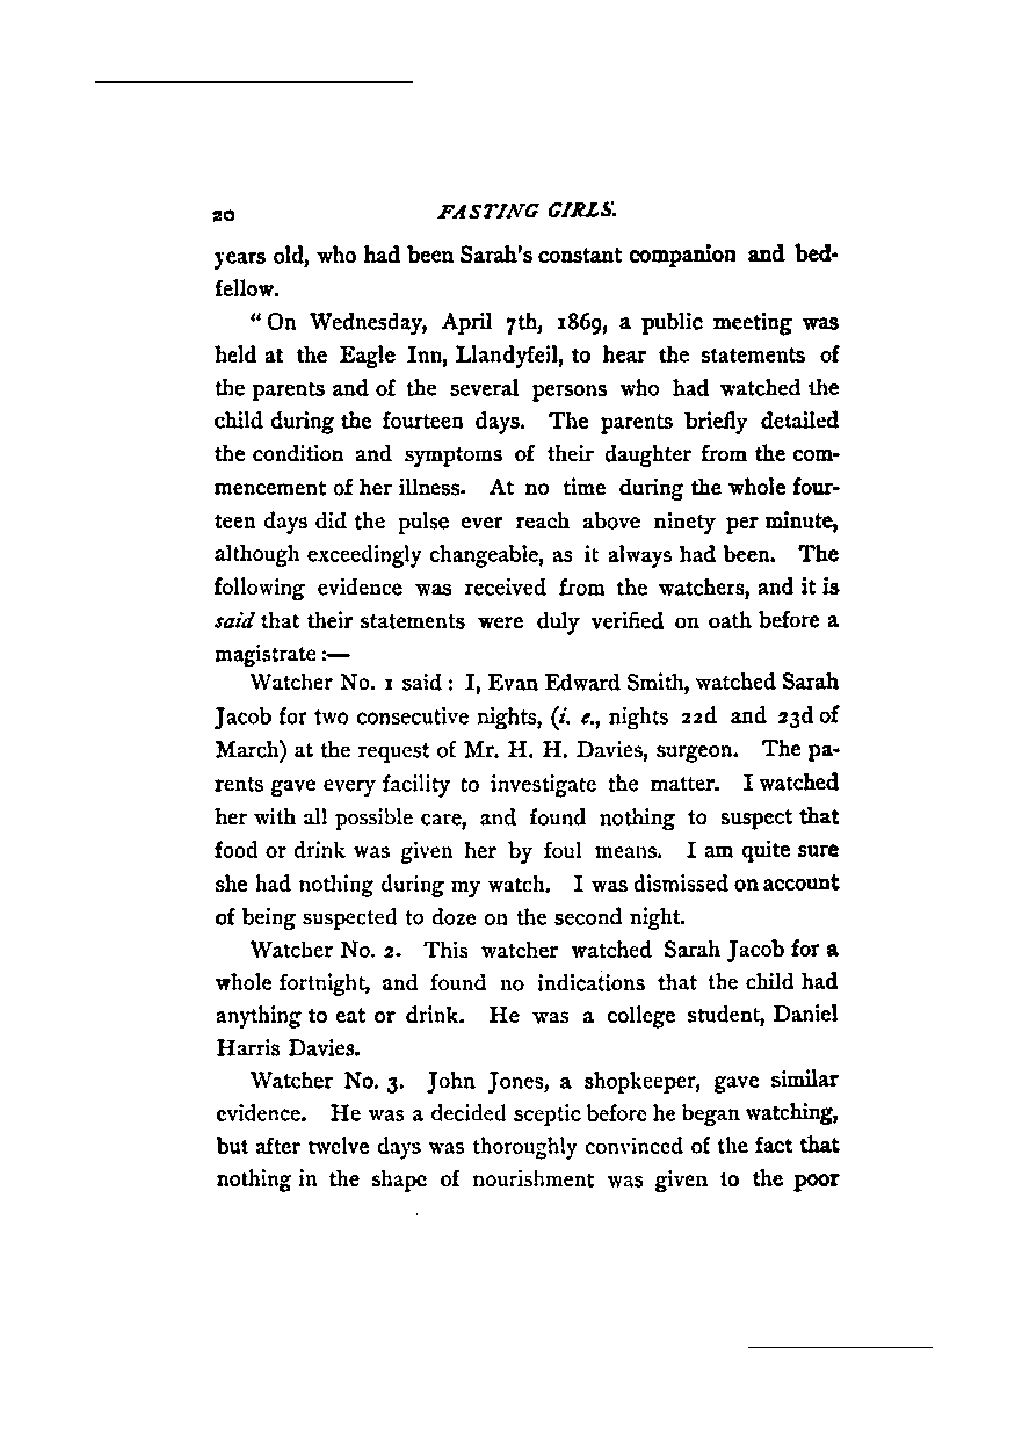 20 FASTING GIRLS.
years old, who had been Sarah's constant companion and bed-
fellow.
"On Wednesday, April 7th, 1869, a public meeting was
held at the Eagle Inn, Llandyfeil, to hear the statements of
the parents and of the several persons who had watched the
child during the fourteen days. The parents briefly detailed
the condition and symptoms of their daughter from the com-
mencement of her illness. At no time during the whole four-
teen days did the pulse ever reach above ninety per minute,
although exceedingly changeable, as it always had been. The
following evidence was received from the watchers, and it is
said that their statements were duly verified on oath before a
magistrate :—
Watcher No. 1 said : I, Evan Edward Smith, watched Sarah
Jacob for two consecutive nights, (i. e., nights 22d and 23d of
March) at the request of Mr. H. H. Davies, surgeon. The pa-
rents gave every facility to investigate the matter. I watched
her with all possible care, and found nothing to suspect that
food or drink was given her by foul means. I am quite sure
she had nothing during my watch. I was dismissed on account
of being suspected to doze on the second night.
Watcher No. 2. This watcher watched Sarah Jacob for a
whole fortnight, and found no indications that the child had
anything to eat or drink. He was a college student, Daniel
Harris Davies.
Watcher No. 3. John Jones, a shopkeeper, gave similar
evidence. He was a decided sceptic before he began watching,
but after twelve days was thoroughly convinced of the fact that
nothing in the shape of nourishment was given to the poor